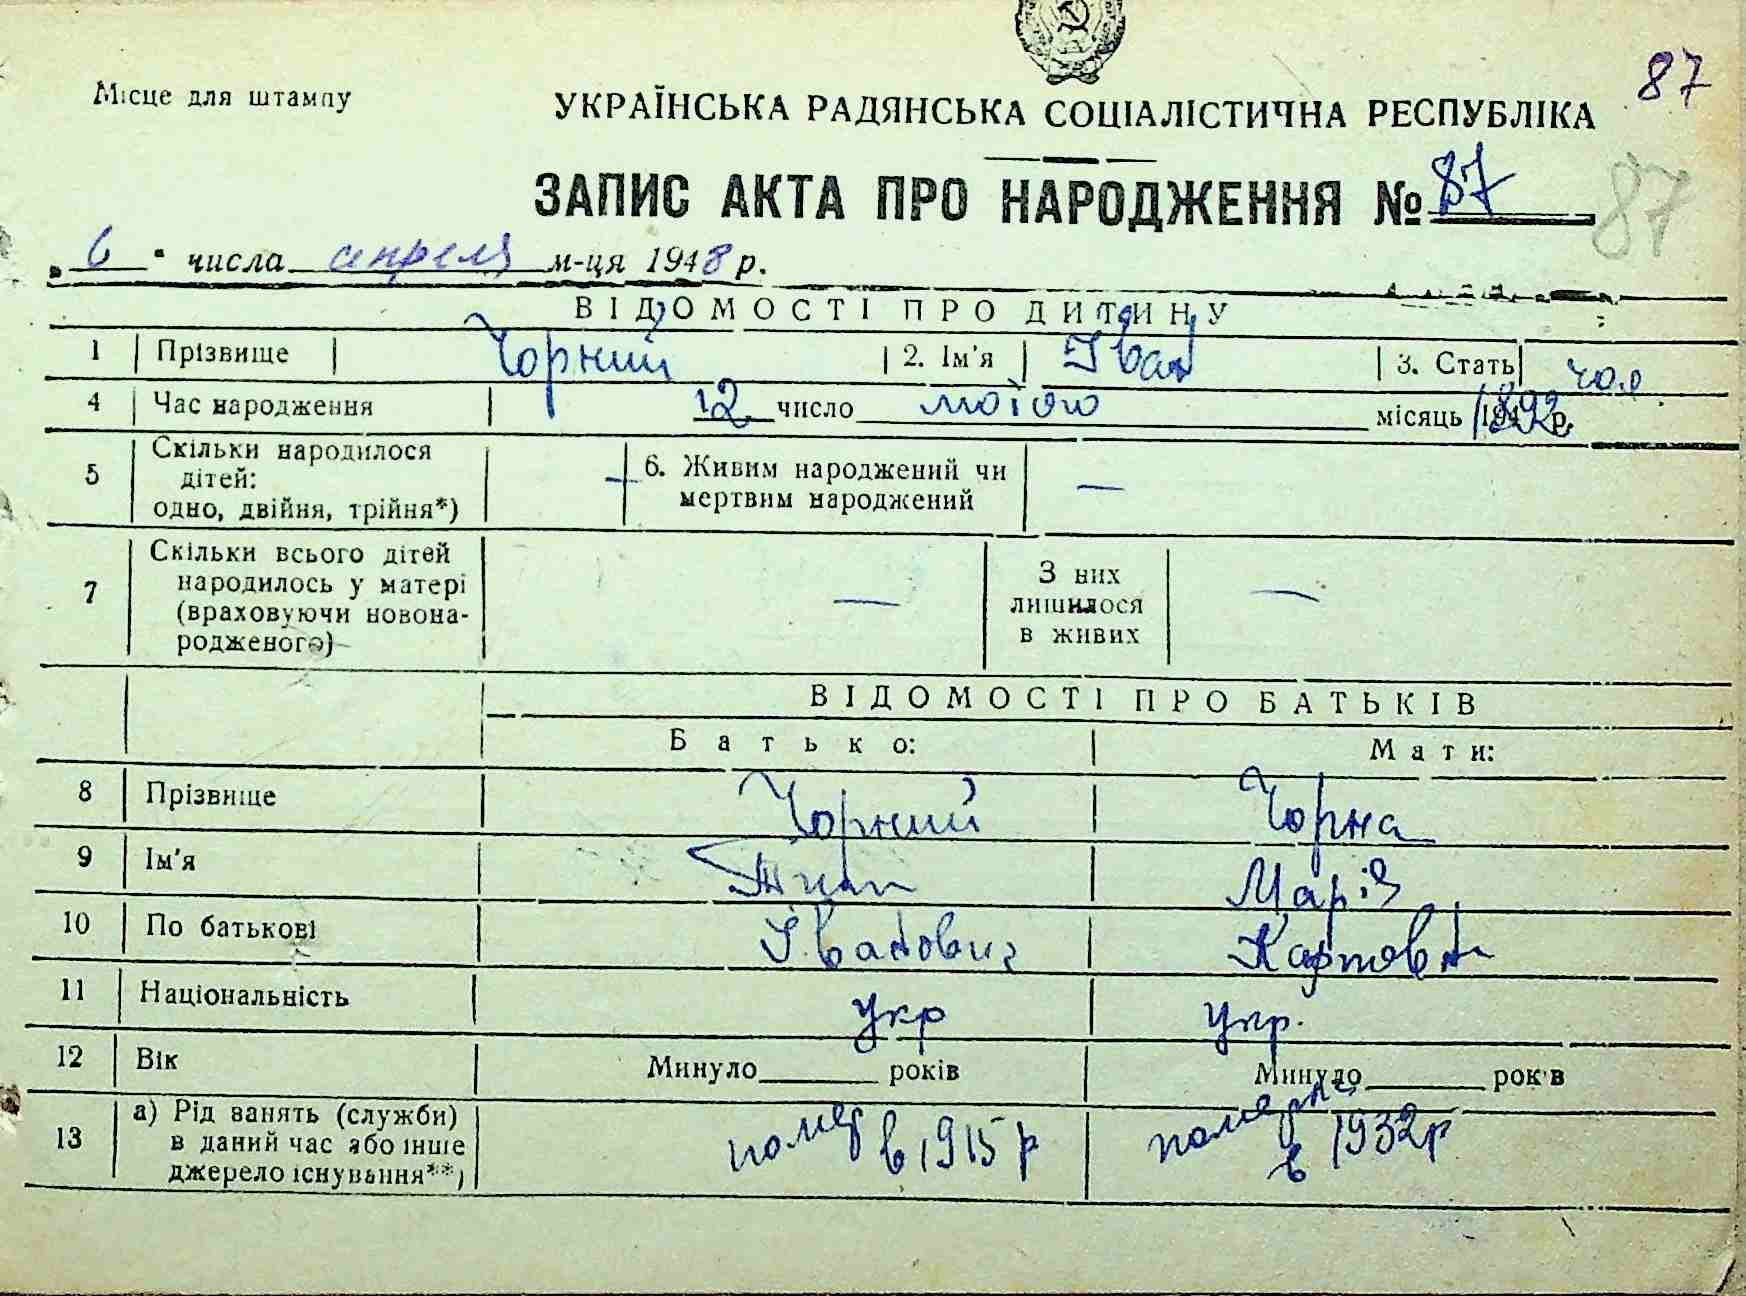 87
Місце для штампу
УКРАЇНСЬКА РАДЯНСЬКА СОЦІАЛІСТИЧНА РЕСПУБЛІКА
ЗАПИС АКТА ПРО НАРОДЖЕННЯ № 87
87
„ 6 “ числа апреля м-ця 1948 р.
ВІДОМОСТІ ПРО ДИТИНУ
1 Прізвище Чорний 2. Ім'я Іван 3. Стать чол
4 Час народження 12 число лютого місяць 1892 р.
5 Скільки народилося дітей: одно, двійня, трійня*) — 6. Живим народжений чи мертвим народжений —
7 Скільки всього дітей народилось у матері (враховуючи новонародженого) — З них лишилося в живих —
ВІДОМОСТІ ПРО БАТЬКІВ
Батько: Мати:
8 Прізвище Чорний Чорна
9 Ім'я Марія
10 По батькові Іванович Карповна
11 Національність укр укр.
12 Вік Минуло______ років Минуло______ років
13 а) Рід занять (служби) в даний час або інше джерело існування**) помер в 1915 р померла в 1932 р